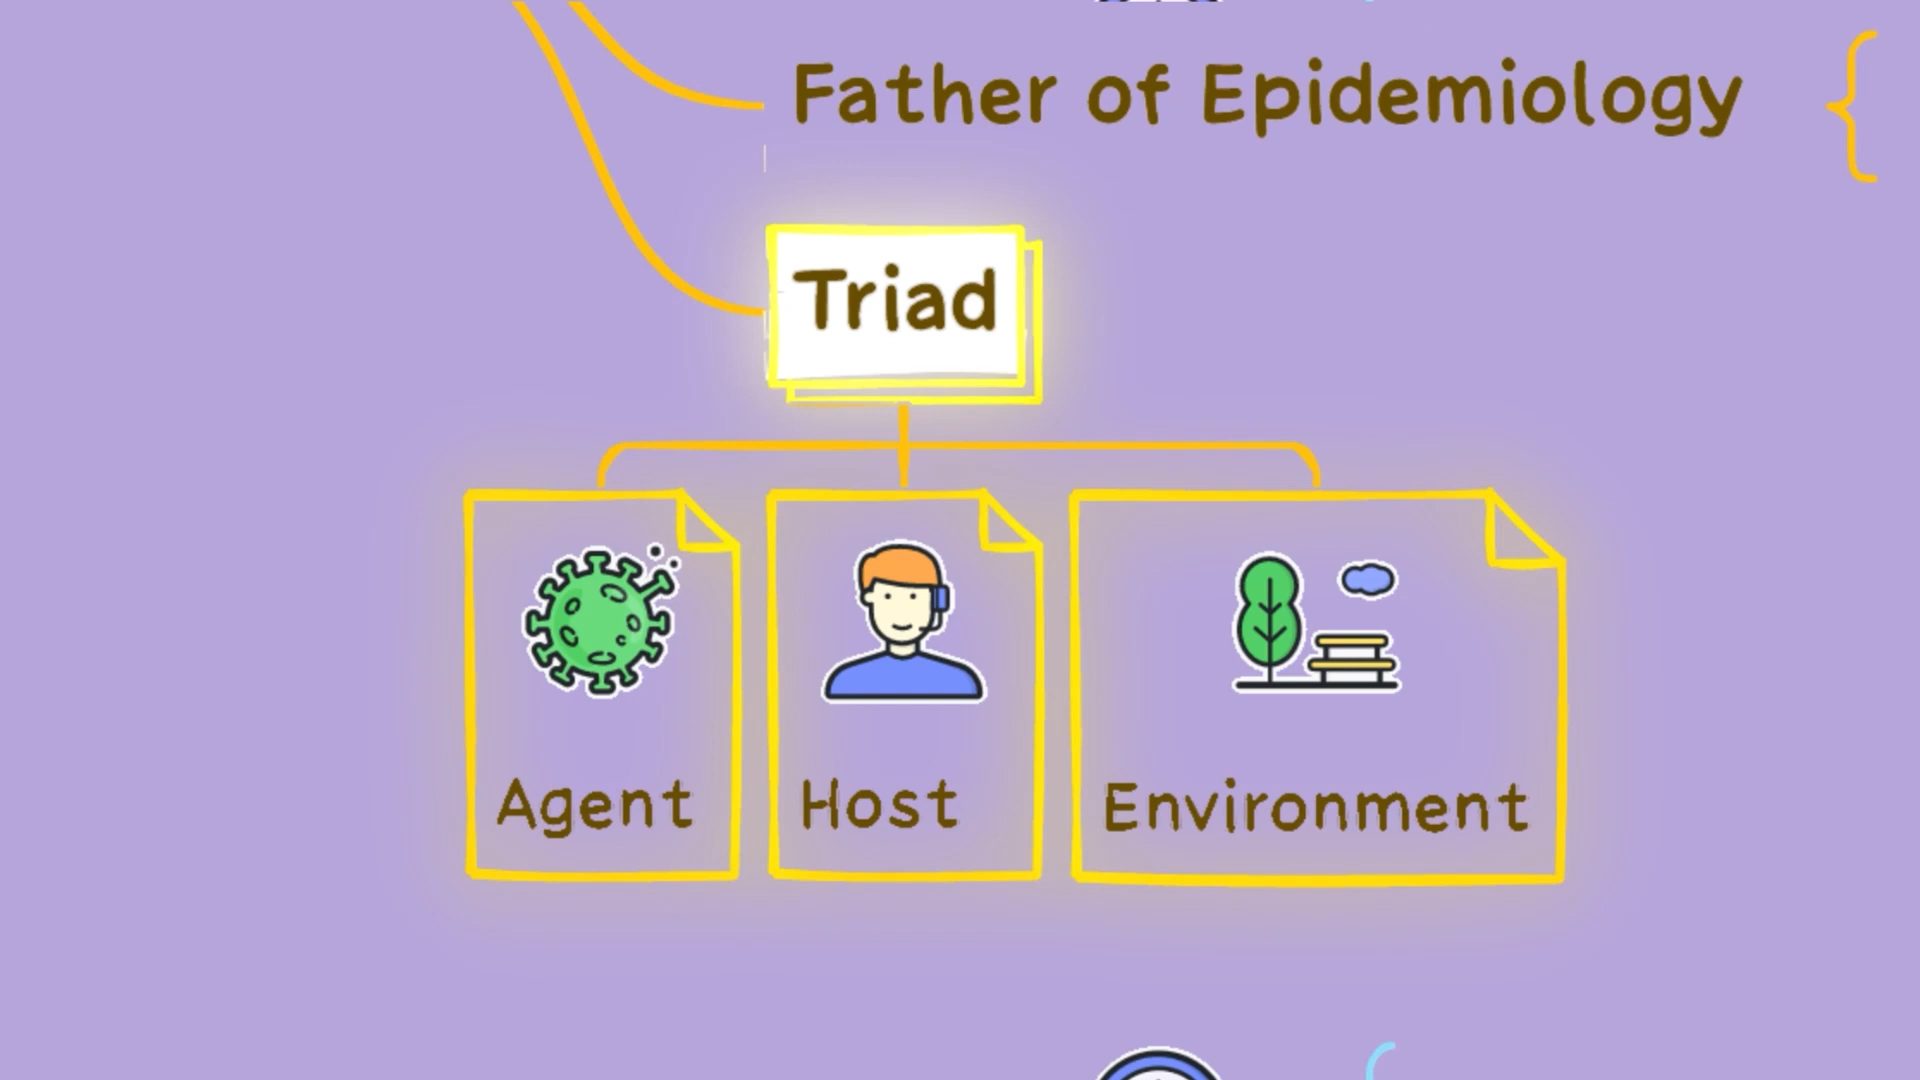 Father of Epidemiology
Triad
Agent
Host
Environment